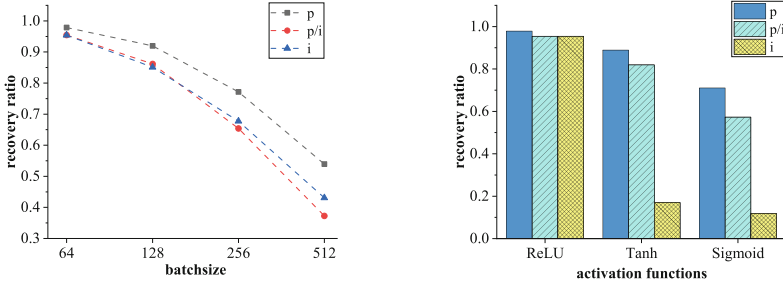 1.0
0.9
0.8
0.7
0.6
0.5
0.4
0.3
recovery ratio
64 128 256 512
batchsize
p
p/i
i
1.0
0.8
0.6
0.4
0.2
0.0
recovery ratio
ReLU Tanh Sigmoid
activation functions
p
p/i
i